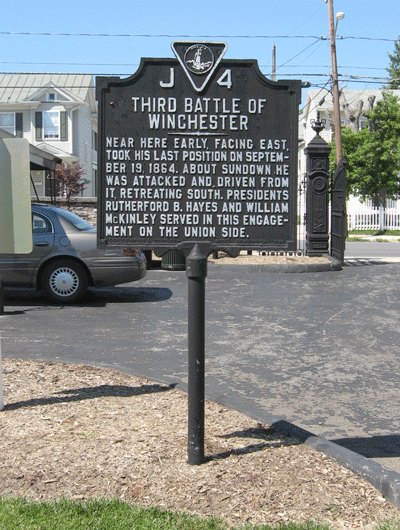 J 4
THIRD BATTLE OF
WINCHESTER
NEAR HERE EARLY, FACING EAST,
TOOK HIS LAST POSITION ON SEPTEM-
BER 19, 1864. ABOUT SUNDOWN HE
WAS ATTACKED AND DRIVEN FROM
IT, RETREATING SOUTH. PRESIDENTS
RUTHERFORD B. HAYES AND WILLIAM
McKINLEY SERVED IN THIS ENGAGE-
MENT ON THE UNION SIDE.